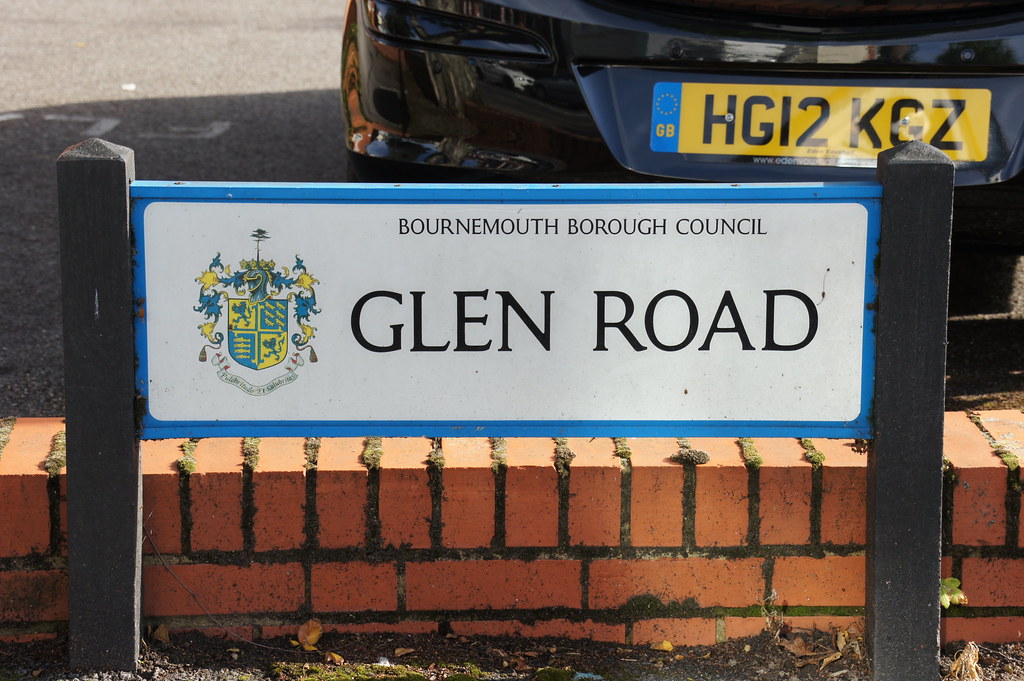 GB
HG12 KGZ
BOURNEMOUTH BOROUGH COUNCIL
GLEN ROAD